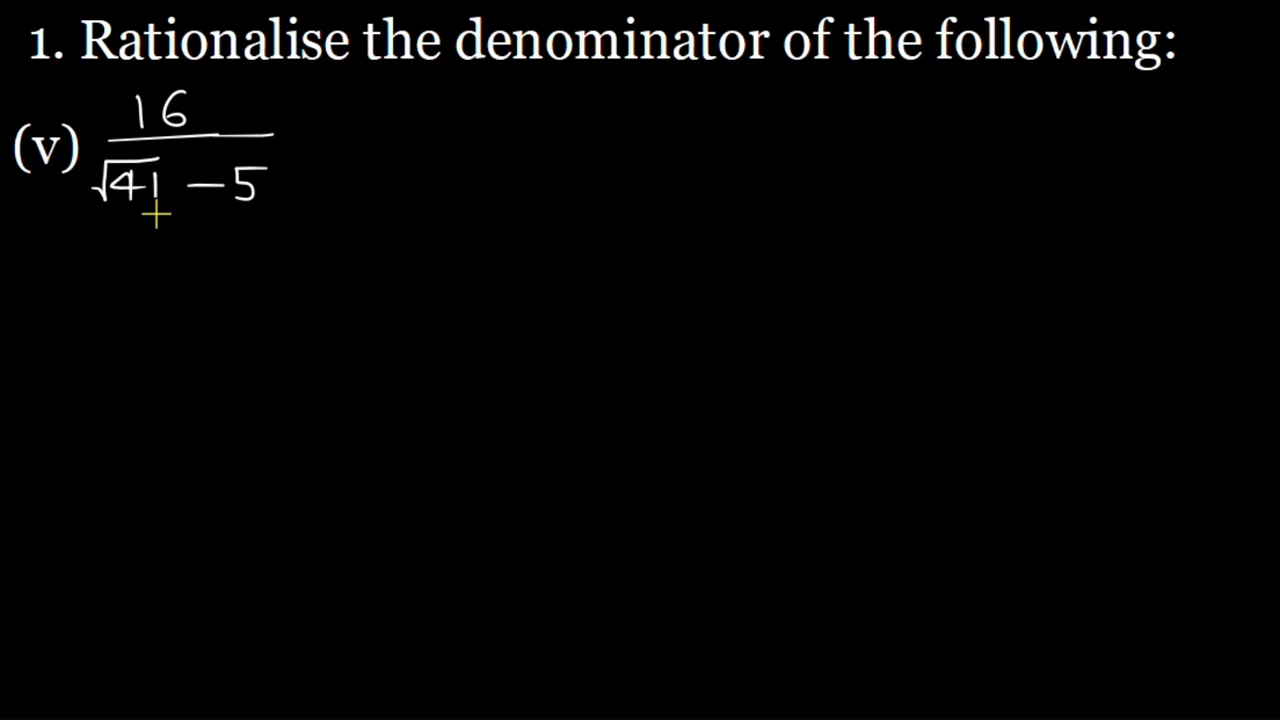 1. Rationalise the denominator of the following:
(v) 16
√41 − 5